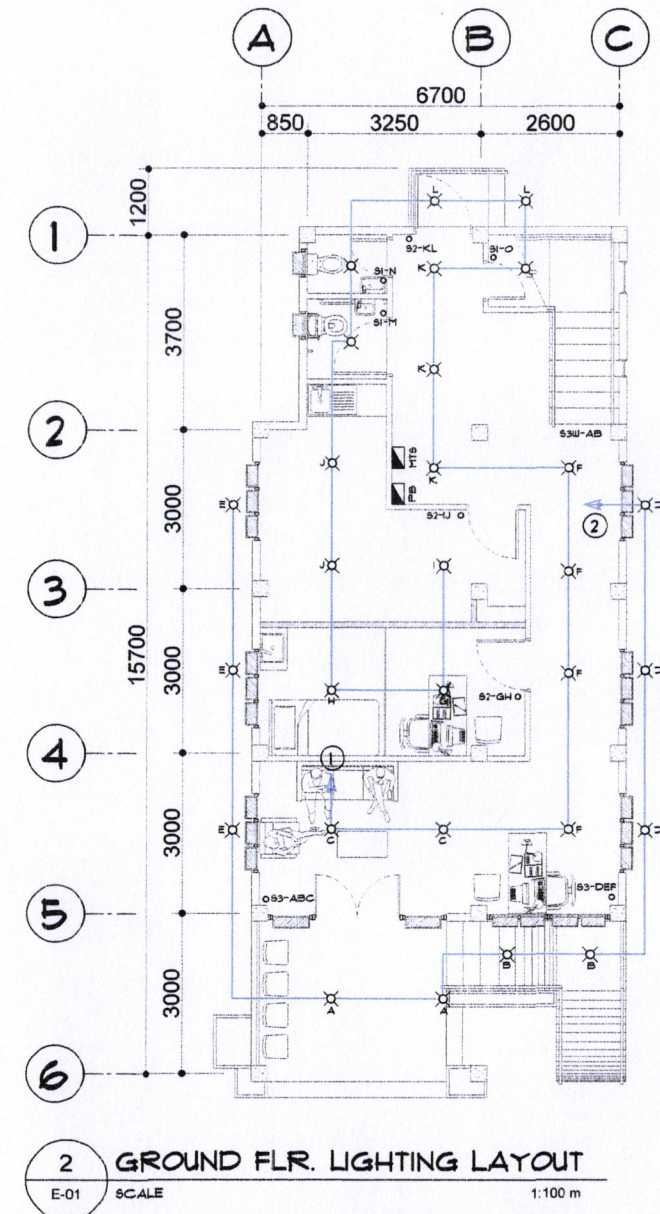 A B C
6700
850 3250 2600
1200
1
L L
S2-KL S1-O
K
S1-N
S1-M
3700
K
2
S3W-AB
MTS
K F
PB
E
3000
S2-IJ
2
J
J I F
3
15700
E
3000
F
H
S2-GH
4
1
E
3000
C C F
S3-DEF
S3-ABC
5
B B
3000
A A
6
2 GROUND FLR. LIGHTING LAYOUT
E-01 SCALE 1:100 m